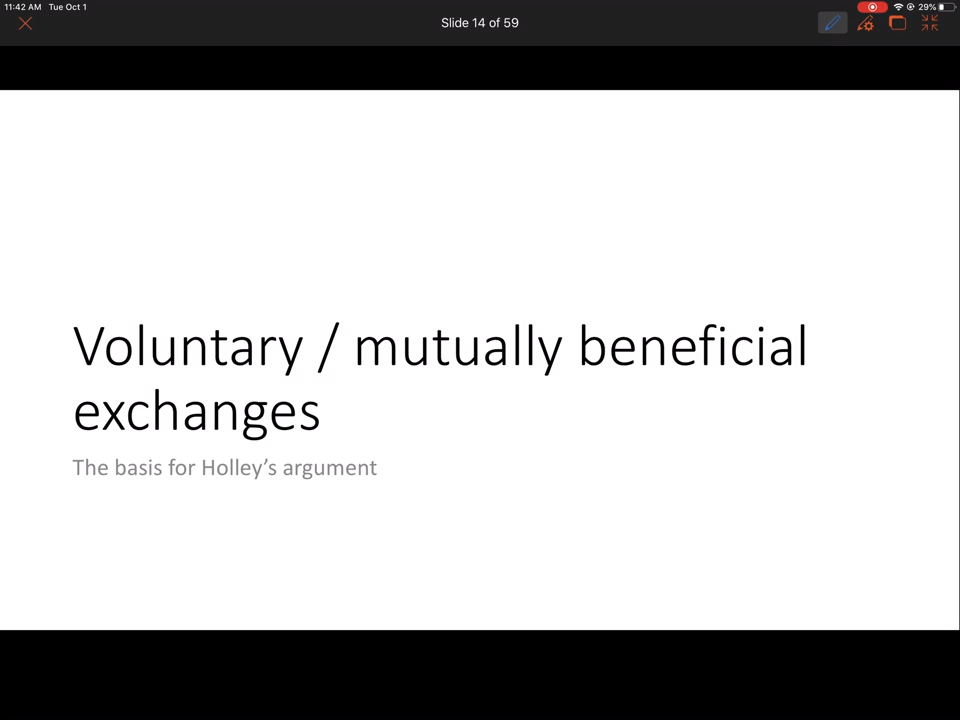 11:42 AM Tue Oct 1
29%
Slide 14 of 59
Voluntary / mutually beneficial
exchanges
The basis for Holley’s argument